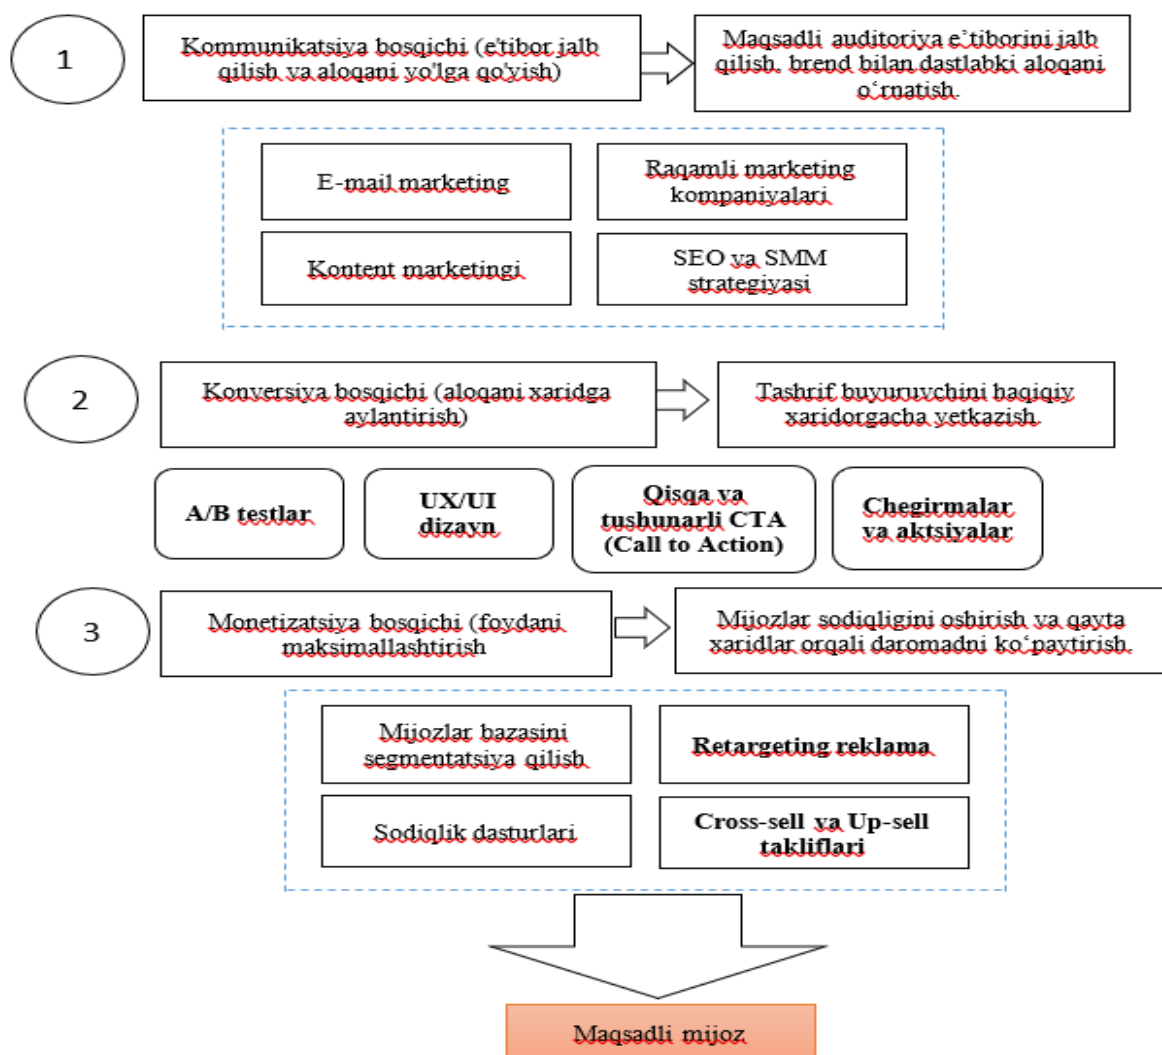 1
Kommunikatsiya bosqichi (e'tibor jalb
qilish va aloqani yo'lga qo'yish)
Maqsadli auditoriya e’tiborini jalb
qilish, brend bilan dastlabki aloqani
o‘rnatish.
E-mail marketing
Raqamli marketing
kompaniyalari
Kontent marketingi
SEO va SMM
strategiyasi
2
Konversiya bosqichi (aloqani xaridga
aylantirish)
Tashrif buyuruvchini haqiqiy
xaridorgacha yetkazish.
A/B testlar
UX/UI
dizayn
Qisqa va
tushunarli CTA
(Call to Action)
Chegirmalar
va aktsiyalar
3
Monetizatsiya bosqichi (foydani
maksimallashtirish
Mijozlar sodiqligini oshirish va qayta
xaridlar orqali daromadni ko‘paytirish.
Mijozlar bazasini
segmentatsiya qilish
Retargeting reklama
Sodiqlik dasturlari
Cross-sell va Up-sell
takliflari
Maqsadli mijoz